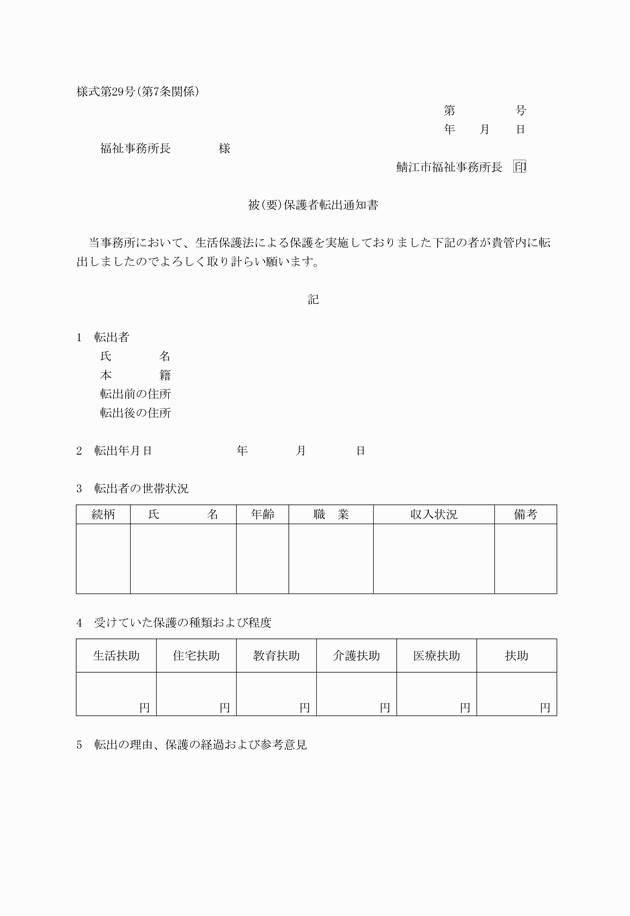 様式第29号(第7条関係)
第　　　　　号
年　　月　　日
福祉事務所長　　　　様
鯖江市福祉事務所長　印
被(要)保護者転出通知書
当事務所において、生活保護法による保護を実施しておりました下記の者が貴管内に転
出しましたのでよろしく取り計らい願います。
記
1　転出者
氏　　　　名
本　　　　籍
転出前の住所
転出後の住所
2　転出年月日　　　　　　　年　　　　月　　　　日
3　転出者の世帯状況
続柄　氏　　　　名　年齢　職　業　収入状況　備考
4　受けていた保護の種類および程度
生活扶助　住宅扶助　教育扶助　介護扶助　医療扶助　扶助
円　円　円　円　円　円
5　転出の理由、保護の経過および参考意見